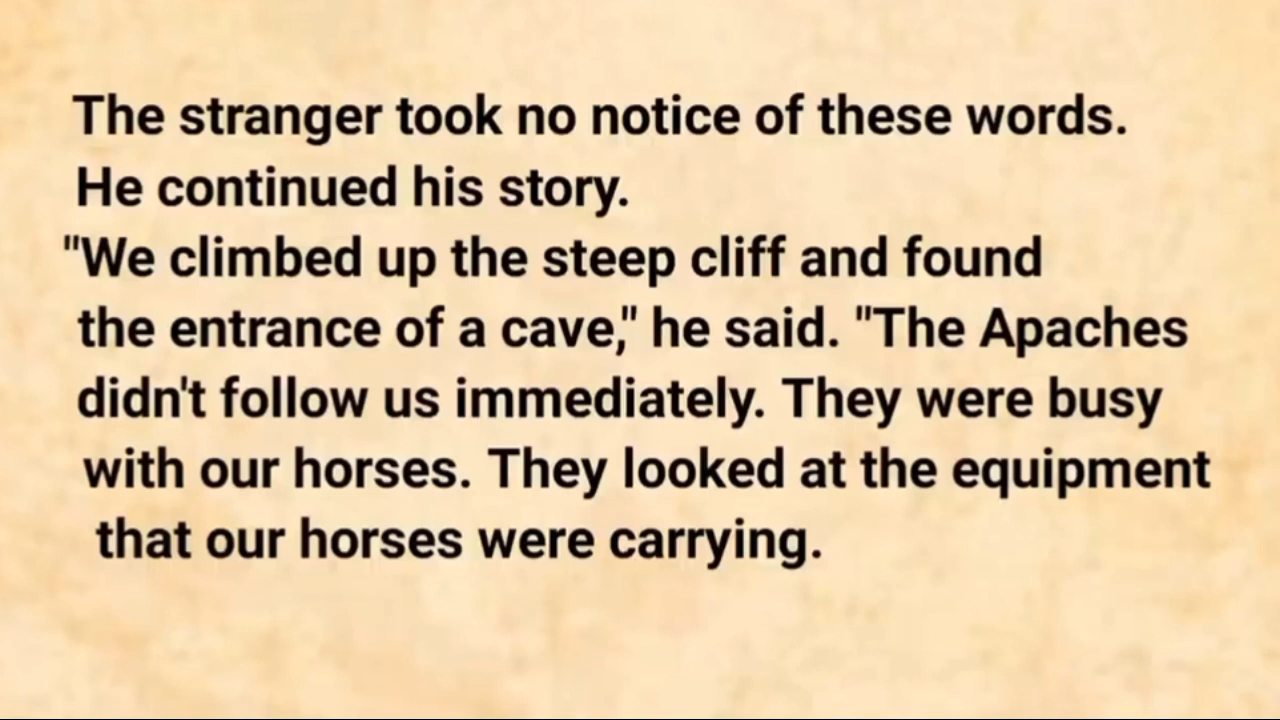 The stranger took no notice of these words.
He continued his story.
"We climbed up the steep cliff and found
the entrance of a cave," he said. "The Apaches
didn't follow us immediately. They were busy
with our horses. They looked at the equipment
that our horses were carrying.